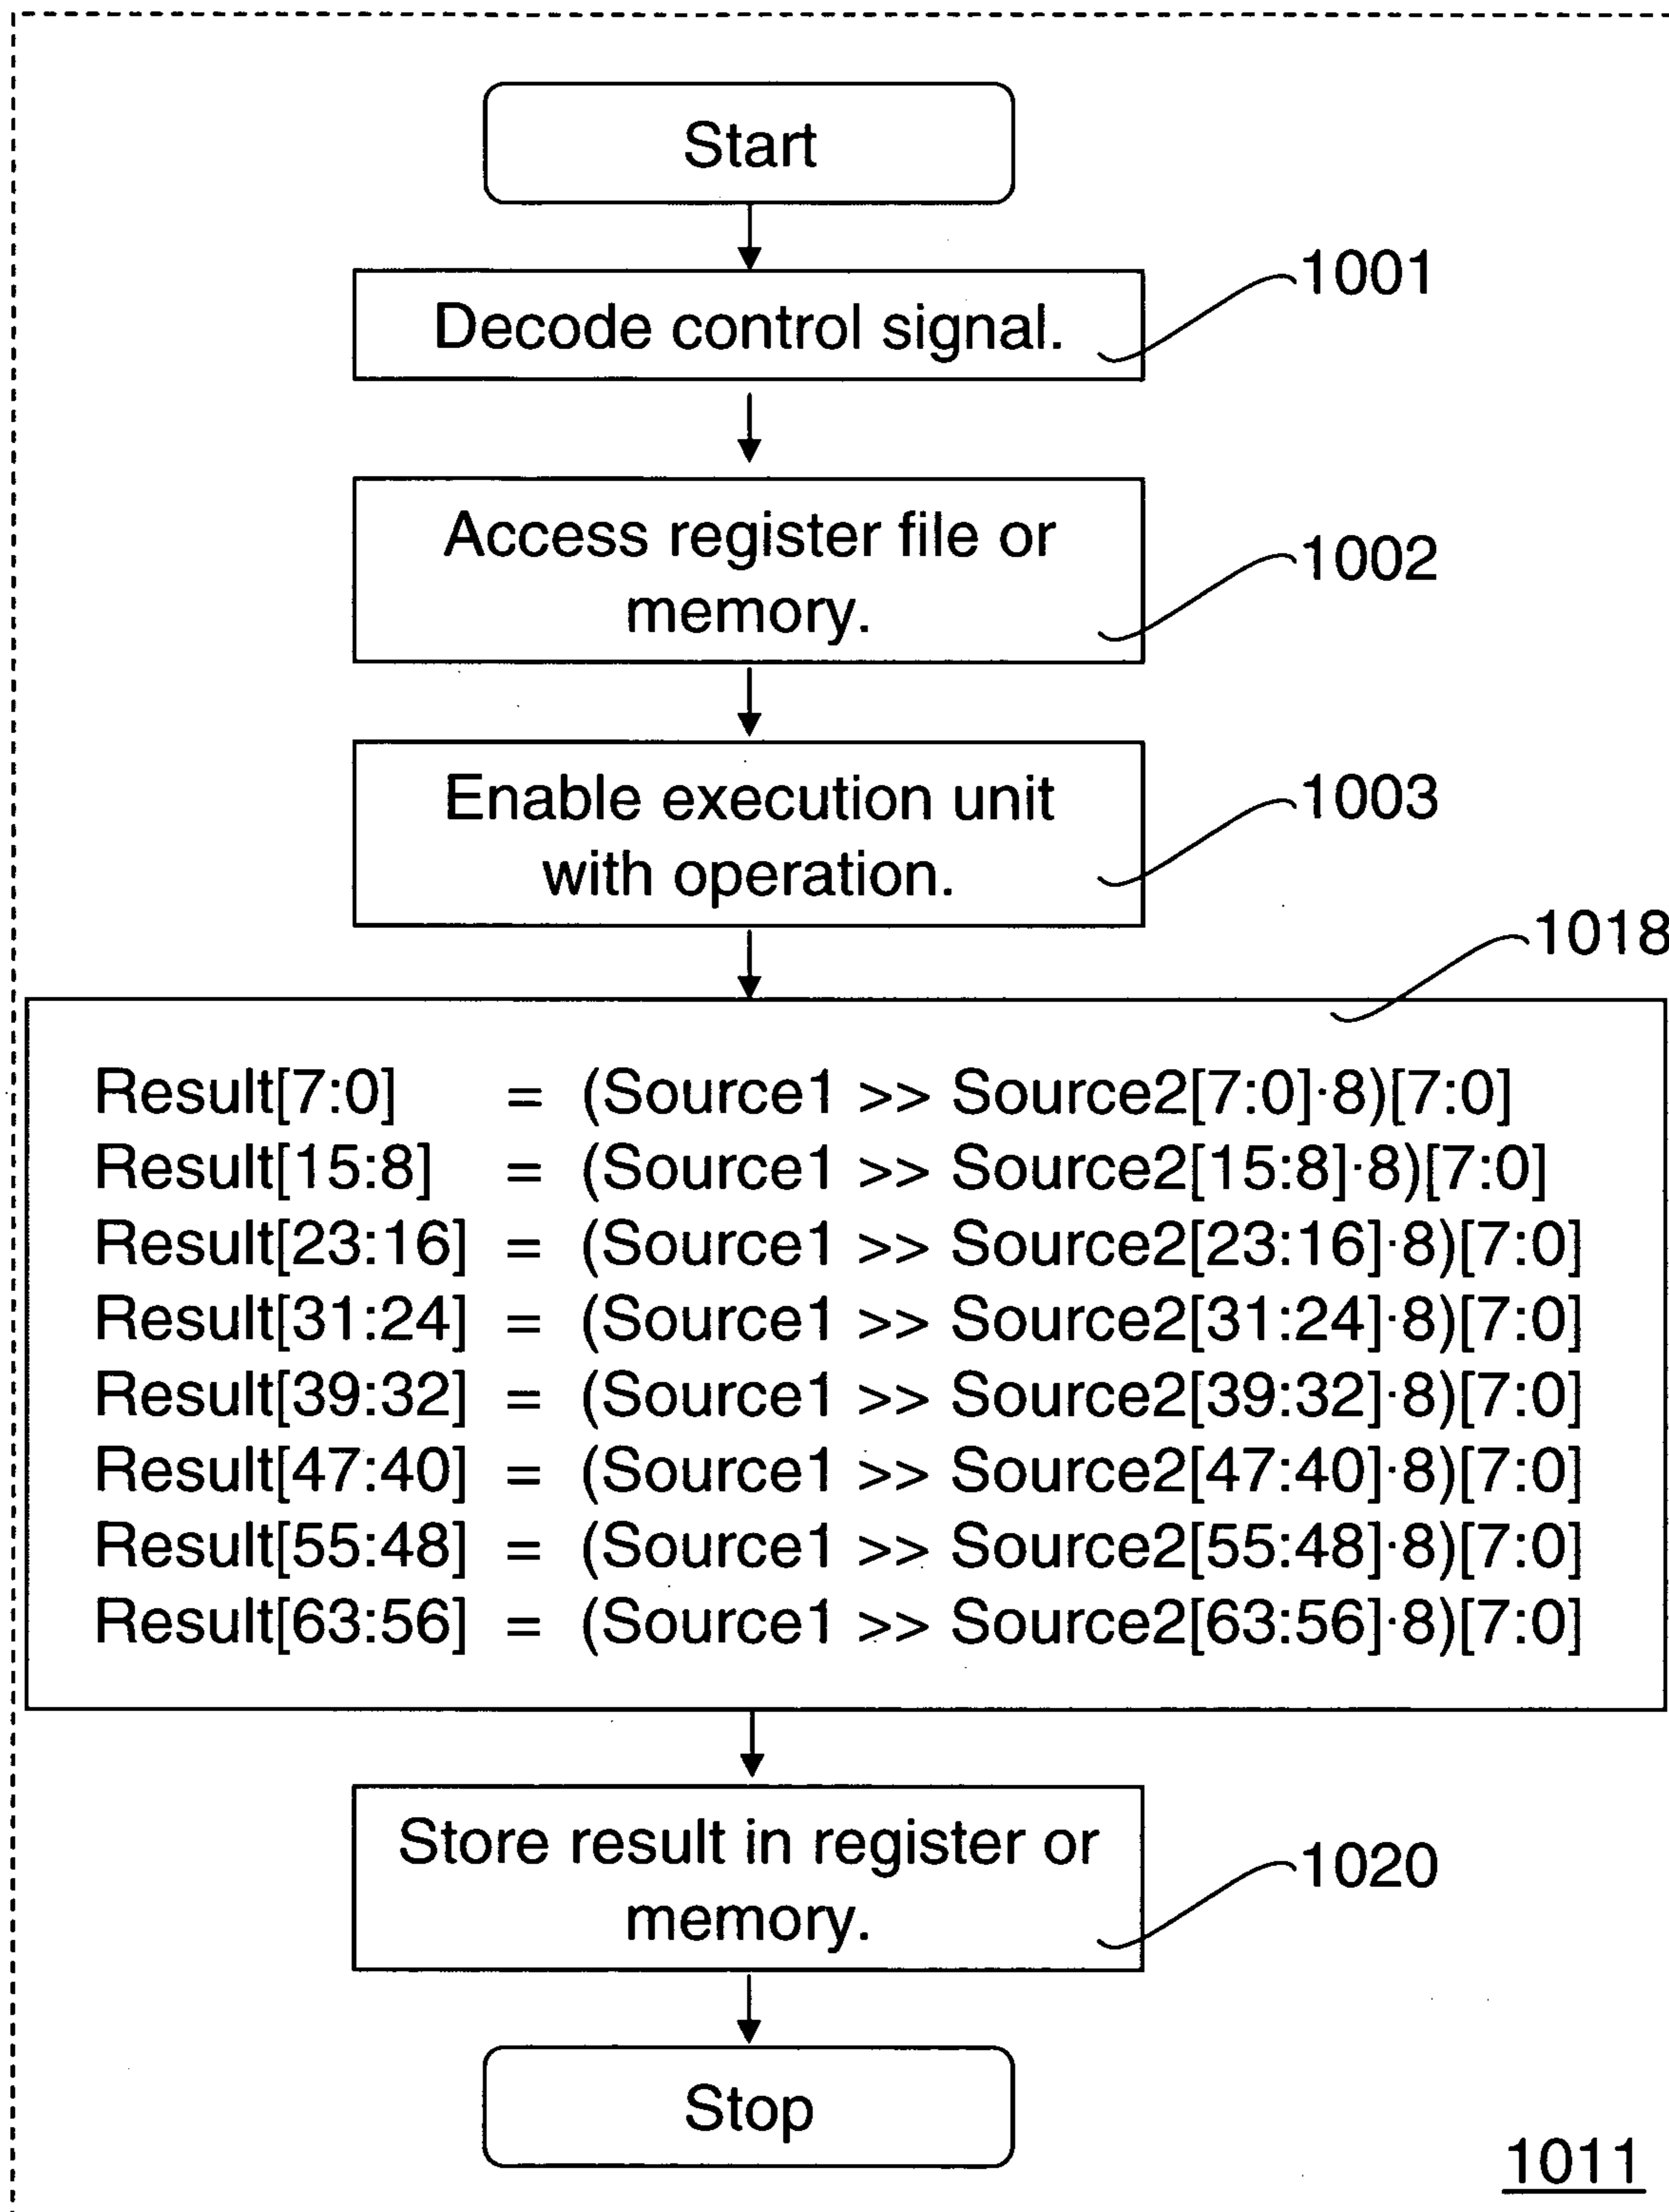 Start
Decode control signal.
1001
Access register file or
memory.
1002
Enable execution unit
with operation.
1003
1018
Result[7:0] = (Source1 >> Source2[7:0]·8)[7:0]
Result[15:8] = (Source1 >> Source2[15:8]·8)[7:0]
Result[23:16] = (Source1 >> Source2[23:16]·8)[7:0]
Result[31:24] = (Source1 >> Source2[31:24]·8)[7:0]
Result[39:32] = (Source1 >> Source2[39:32]·8)[7:0]
Result[47:40] = (Source1 >> Source2[47:40]·8)[7:0]
Result[55:48] = (Source1 >> Source2[55:48]·8)[7:0]
Result[63:56] = (Source1 >> Source2[63:56]·8)[7:0]
Store result in register or
memory.
1020
Stop
1011